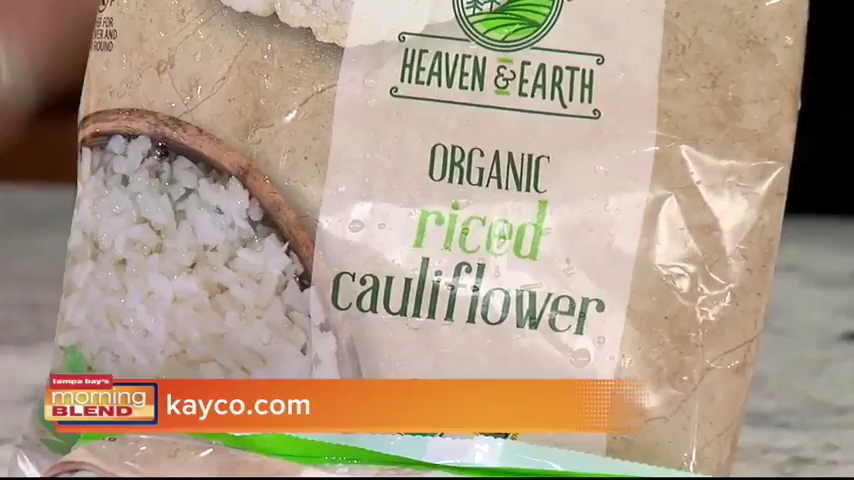 HEAVEN & EARTH
ORGANIC
riced
cauliflower
tampa bay's
morning
BLEND
kayco.com